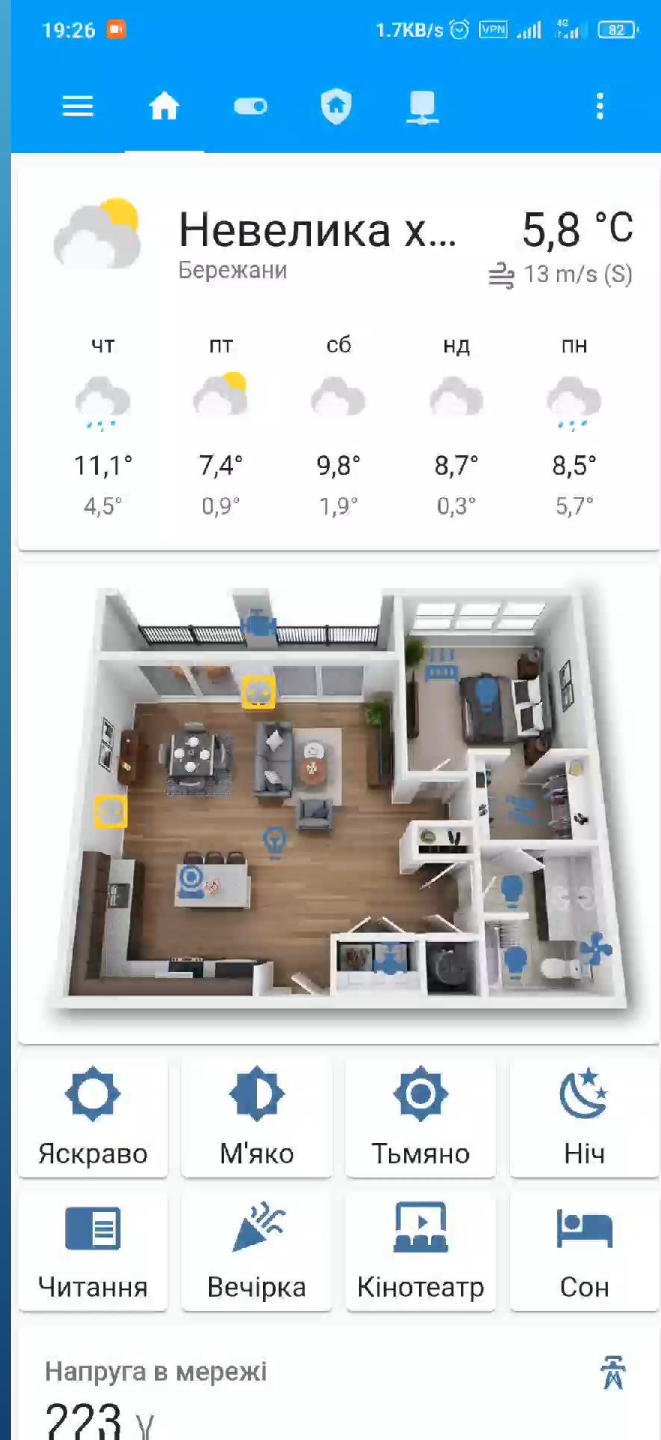 19:26 1.7KB/s VPN 4G 82
Невелика х... 5,8 °C
Бережани 13 m/s (S)
чт пт сб нд пн
11,1° 7,4° 9,8° 8,7° 8,5°
4,5° 0,9° 1,9° 0,3° 5,7°
Яскраво М'яко Тьмяно Ніч
Читання Вечірка Кінотеатр Сон
Напруга в мережі
223 V